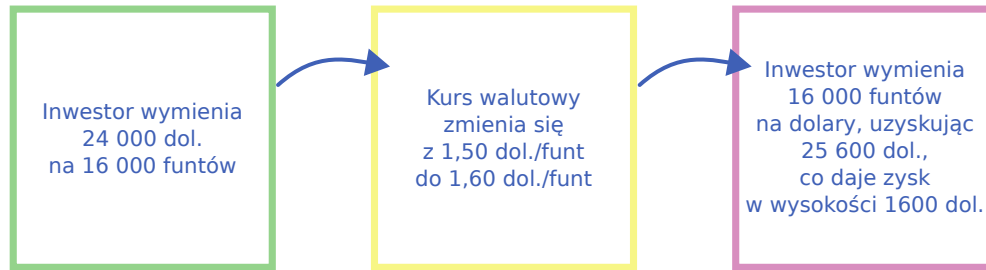 Inwestor wymienia
24 000 dol.
na 16 000 funtów
Kurs walutowy
zmienia się
z 1,50 dol./funt
do 1,60 dol./funt
Inwestor wymienia
16 000 funtów
na dolary, uzyskując
25 600 dol.,
co daje zysk
w wysokości 1600 dol.